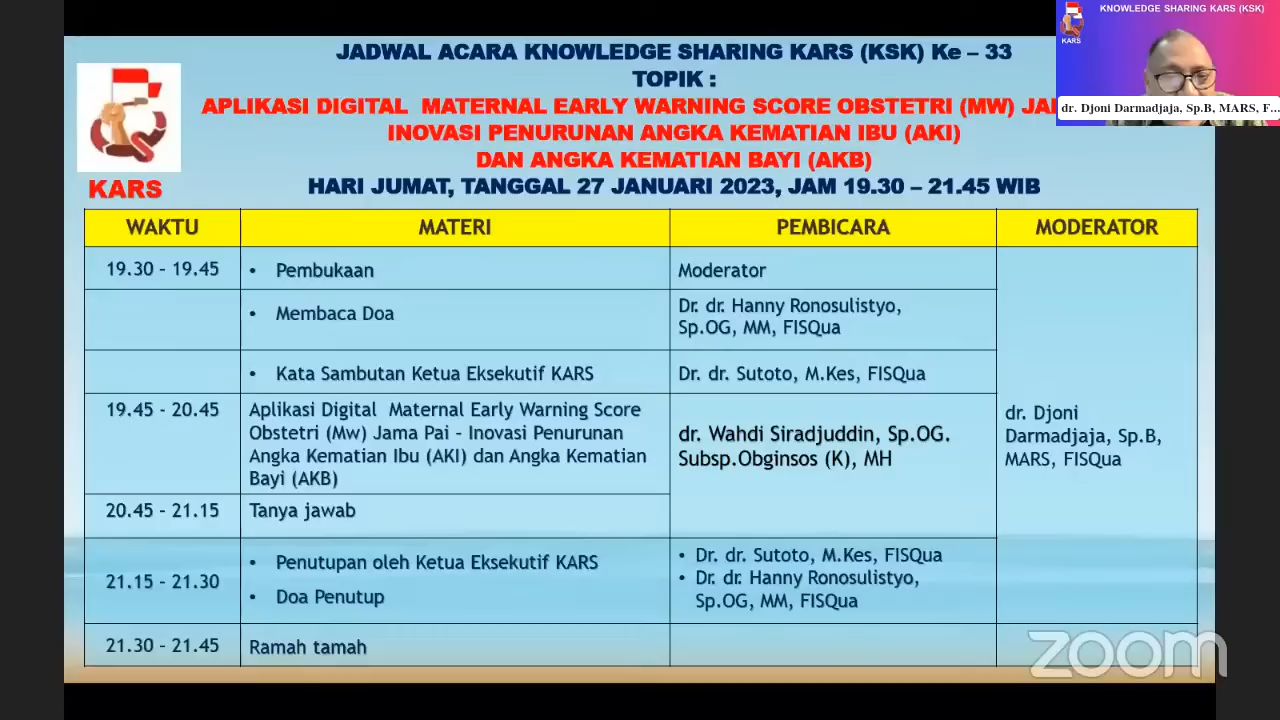 JADWAL ACARA KNOWLEDGE SHARING KARS (KSK) Ke – 33
TOPIK :
APLIKASI DIGITAL MATERNAL EARLY WARNING SCORE OBSTETRI (MW)
INOVASI PENURUNAN ANGKA KEMATIAN IBU (AKI)
DAN ANGKA KEMATIAN BAYI (AKB)
HARI JUMAT, TANGGAL 27 JANUARI 2023, JAM 19.30 – 21.45 WIB
KARS
KNOWLEDGE SHARING KARS (KSK)
KARS
dr. Djoni Darmadjaja, Sp.B, MARS, F...
WAKTU MATERI PEMBICARA MODERATOR
19.30 - 19.45 • Pembukaan Moderator
• Membaca Doa
Dr. dr. Hanny Ronosulistyo,
Sp.OG, MM, FISQua
• Kata Sambutan Ketua Eksekutif KARS Dr. dr. Sutoto, M.Kes, FISQua
19.45 - 20.45
Aplikasi Digital Maternal Early Warning Score
Obstetri (Mw) Jama Pai – Inovasi Penurunan
Angka Kematian Ibu (AKI) dan Angka Kematian
Bayi (AKB)
dr. Wahdi Siradjuddin, Sp.OG.
Subsp.Obginsos (K), MH
dr. Djoni
Darmadjaja, Sp.B,
MARS, FISQua
20.45 - 21.15 Tanya jawab
21.15 - 21.30
• Penutupan oleh Ketua Eksekutif KARS
• Doa Penutup
• Dr. dr. Sutoto, M.Kes, FISQua
• Dr. dr. Hanny Ronosulistyo,
Sp.OG, MM, FISQua
21.30 - 21.45 Ramah tamah
zoom